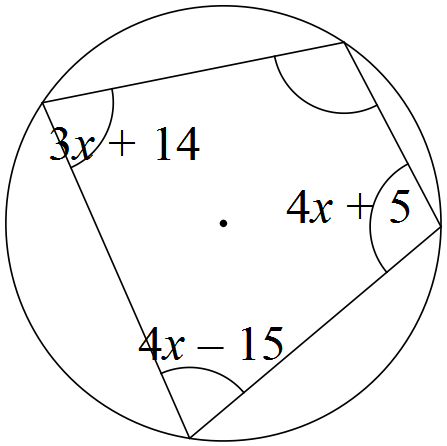 3x + 14
4x + 5
4x – 15